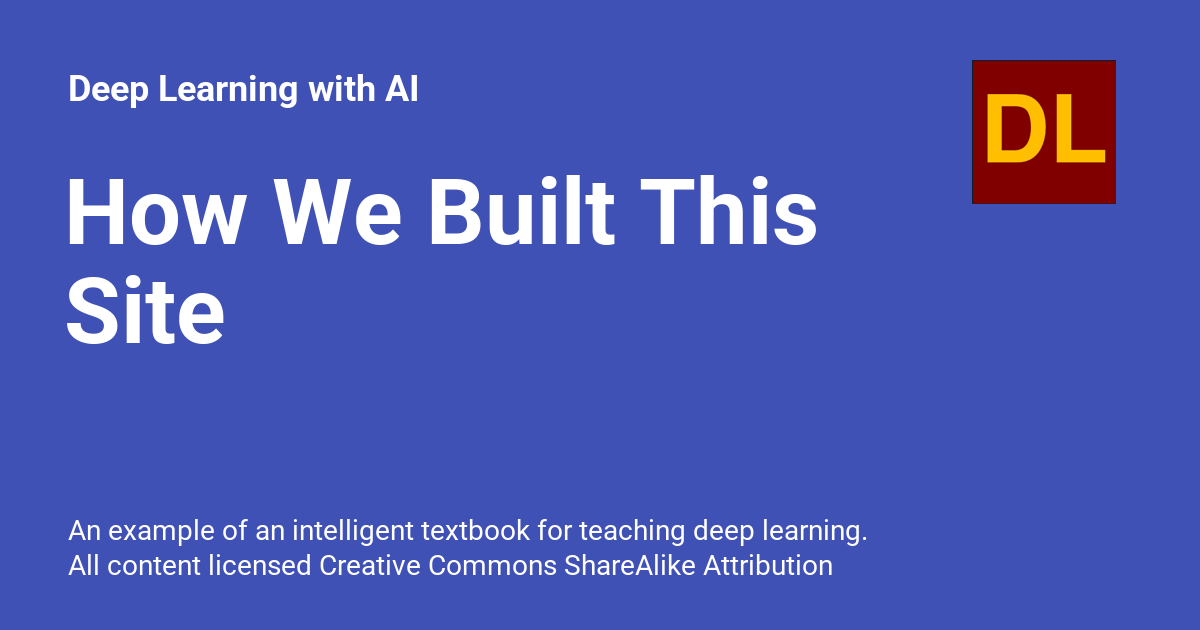 Deep Learning with AI
DL
How We Built This
Site
An example of an intelligent textbook for teaching deep learning.
All content licensed Creative Commons ShareAlike Attribution